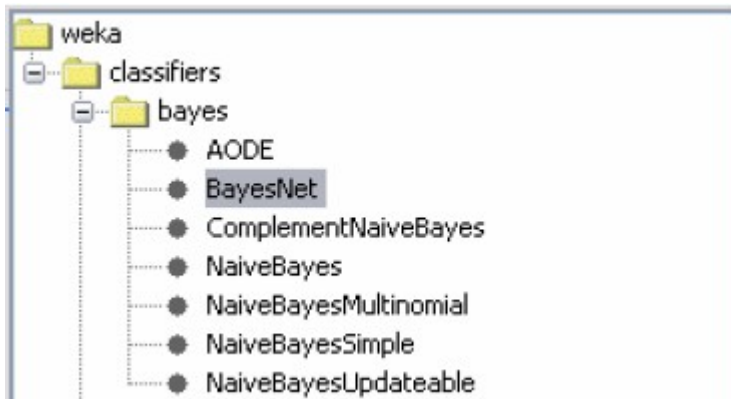 weka
classifiers
bayes
AODE
BayesNet
ComplementNaiveBayes
NaiveBayes
NaiveBayesMultinomial
NaiveBayesSimple
NaiveBayesUpdateable